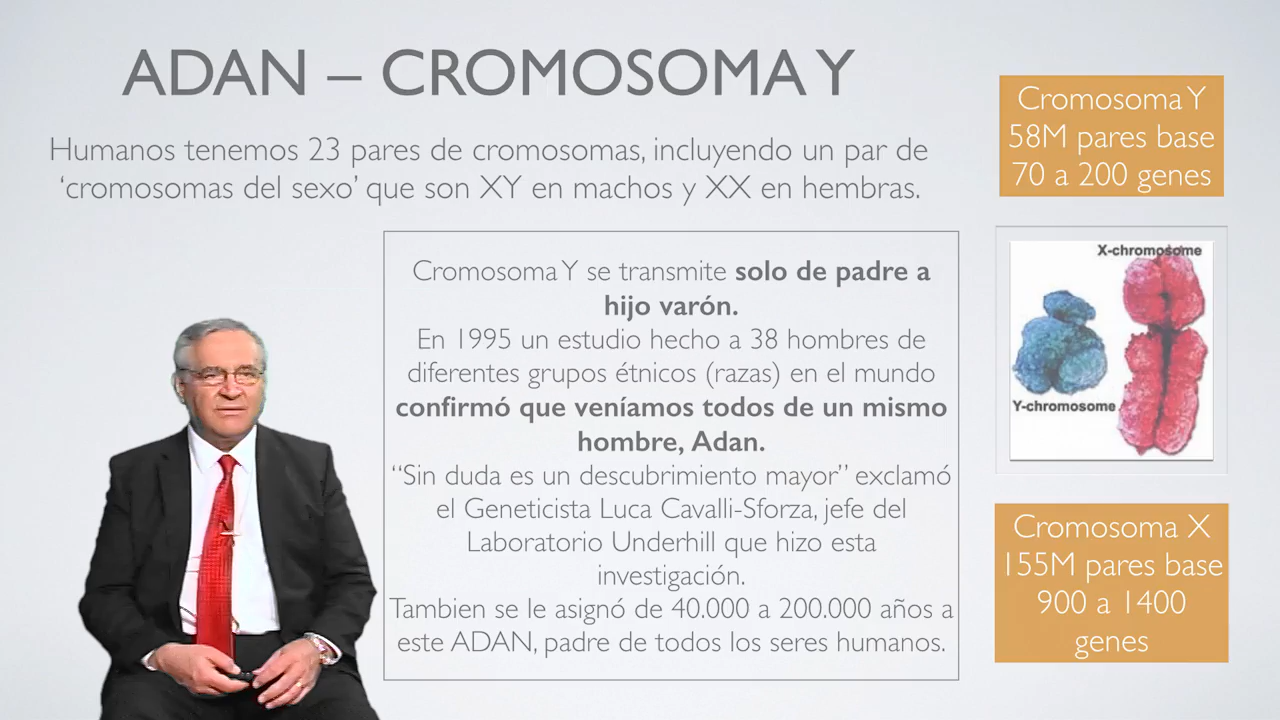 ADAN – CROMOSOMA Y
Humanos tenemos 23 pares de cromosomas, incluyendo un par de
‘cromosomas del sexo’ que son XY en machos y XX en hembras.
Cromosoma Y se transmite solo de padre a
hijo varón.
En 1995 un estudio hecho a 38 hombres de
diferentes grupos étnicos (razas) en el mundo
confirmó que veníamos todos de un mismo
hombre, Adan.
“Sin duda es un descubrimiento mayor” exclamó
el Geneticista Luca Cavalli-Sforza, jefe del
Laboratorio Underhill que hizo esta
investigación.
Tambien se le asignó de 40.000 a 200.000 años a
este ADAN, padre de todos los seres humanos.
Cromosoma Y
58M pares base
70 a 200 genes
X-chromosome
Y-chromosome
Cromosoma X
155M pares base
900 a 1400
genes